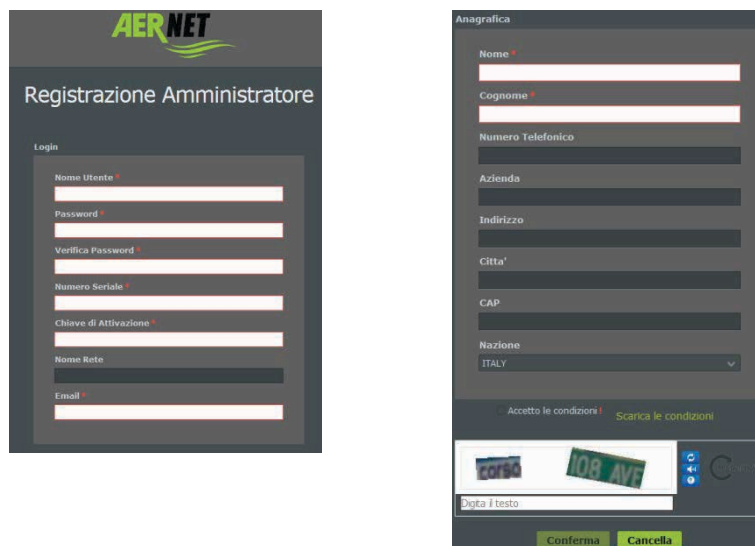 AERNET
Registrazione Amministratore
Login
Nome Utente *
Password *
Verifica Password *
Numero Seriale *
Chiave di Attivazione *
Nome Rete
Email *
Anagrafica
Nome *
Cognome *
Numero Telefonico
Azienda
Indirizzo
Citta'
CAP
Nazione
ITALY
Accetto le condizioni !
Scarica le condizioni
corso
108 AVE
Digita il testo
Conferma
Cancella